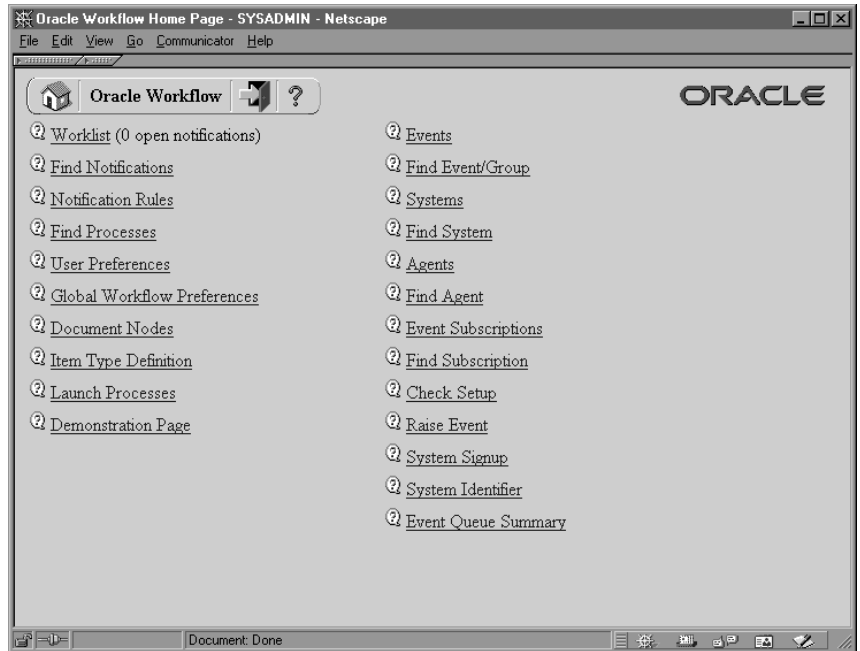 Oracle Workflow Home Page - SYSADMIN - Netscape
File Edit View Go Communicator Help
Oracle Workflow ?
ORACLE
Worklist (0 open notifications)
Find Notifications
Notification Rules
Find Processes
User Preferences
Global Workflow Preferences
Document Nodes
Item Type Definition
Launch Processes
Demonstration Page
Events
Find Event/Group
Systems
Find System
Agents
Find Agent
Event Subscriptions
Find Subscription
Check Setup
Raise Event
System Signup
System Identifier
Event Queue Summary
Document: Done